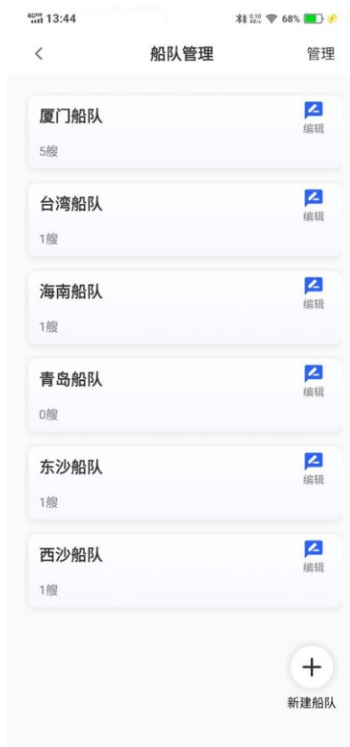 13:44
68%
船队管理
管理
厦门船队
编辑
5艘
台湾船队
编辑
1艘
海南船队
编辑
1艘
青岛船队
编辑
0艘
东沙船队
编辑
1艘
西沙船队
编辑
1艘
新建船队